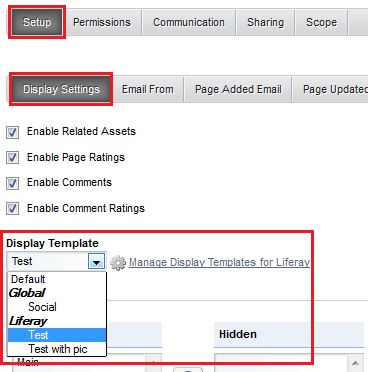 Setup Permissions Communication Sharing Scope
Display Settings Email From Page Added Email Page Updated
Enable Related Assets
Enable Page Ratings
Enable Comments
Enable Comment Ratings
Display Template
Test Manage Display Templates for Liferay
Default
Global
Social
Liferay
Test
Test with pic
Hidden
Main